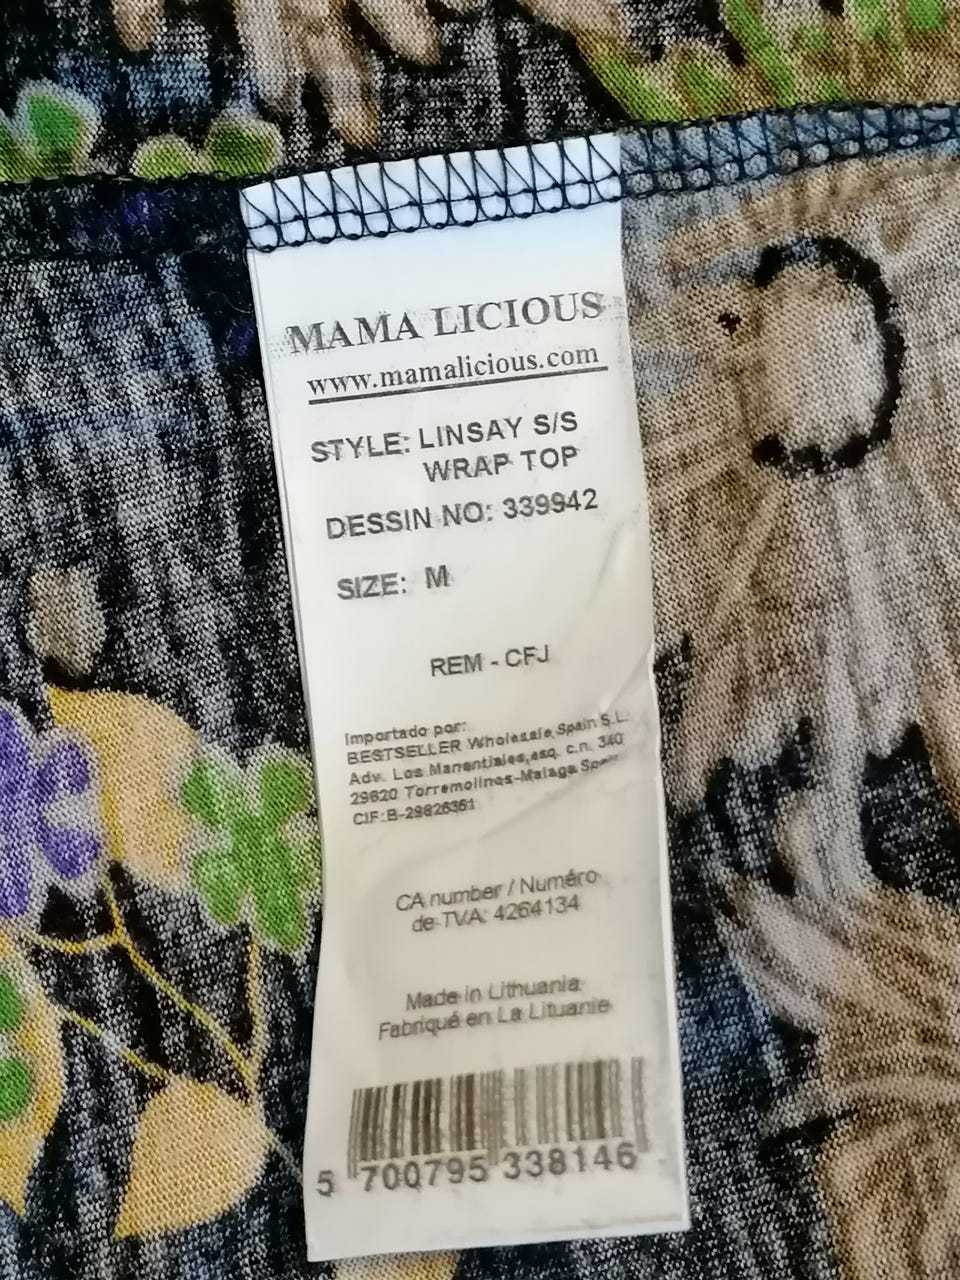 MAMA LICIOUS
www.mamalicious.com
STYLE: LINSAY S/S
WRAP TOP
DESSIN NO: 339942
SIZE: M
REM - CFJ
Importado por:
BESTSELLER Wholesale Spain S.L.
Adv. Los Manantiales, esq. c.n. 340
29620 Torremolinos-Malaga Spain
CIF:B-29826361
CA number / Numéro
de TVA: 4264134
Made in Lithuania
Fabriqué en La Lituanie
5 700795 338146